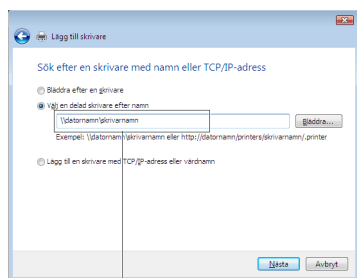 Lägg till skrivare
Sök efter en skrivare med namn eller TCP/IP-adress
Bläddra efter en skrivare
Välj en delad skrivare efter namn
\\datornamn\skrivarnamn
Bläddra...
Exempel: \\datornamn\skrivarnamn eller http://datornamn/printers/skrivarnamn/.printer
Lägg till en skrivare med TCP/IP-adress eller värdnamn
Nästa
Avbryt